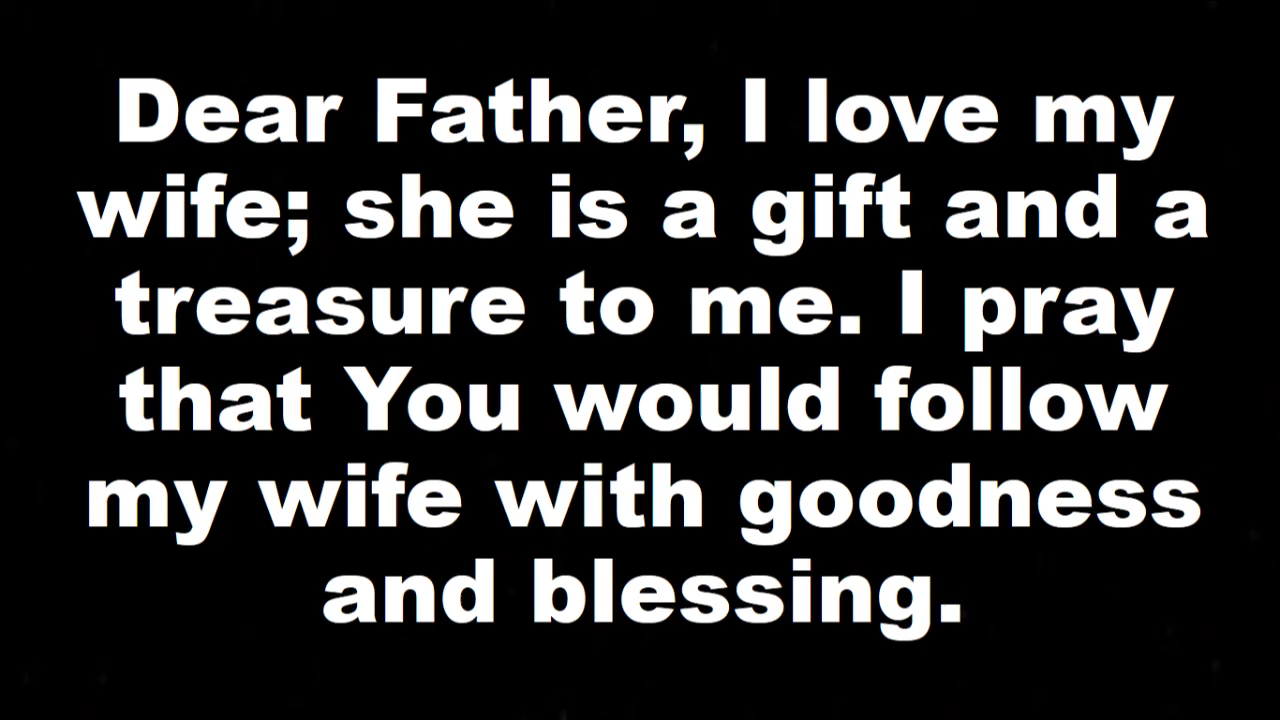 Dear Father, I love my
wife; she is a gift and a
treasure to me. I pray
that You would follow
my wife with goodness
and blessing.